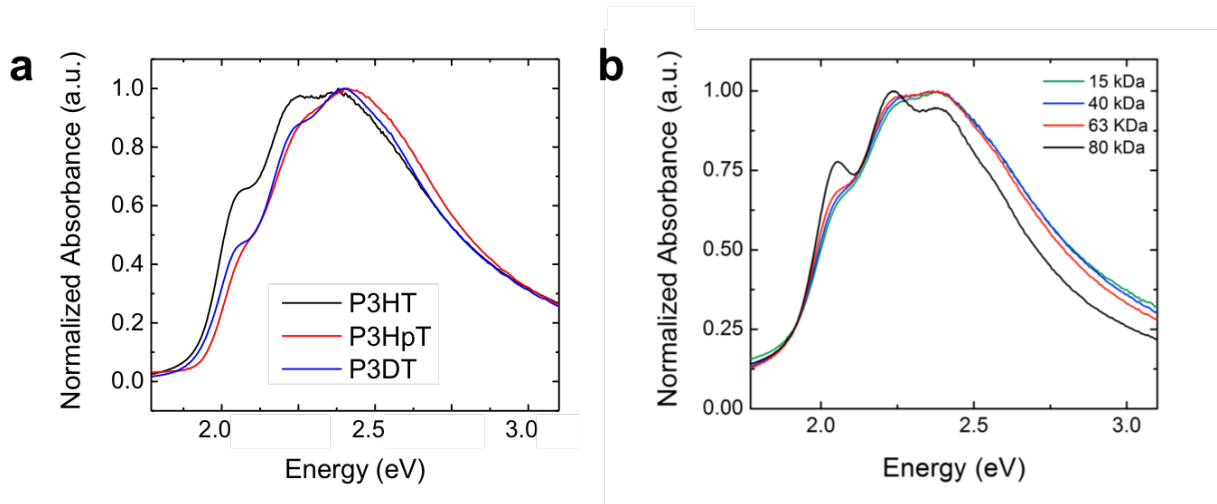 a
Normalized Absorbance (a.u.)
1.0
0.8
0.6
0.4
0.2
0.0
P3HT
P3HpT
P3DT
2.0 2.5 3.0
Energy (eV)
b
Normalized Absorbance (a.u.)
1.00
0.75
0.50
0.25
0.00
15 kDa
40 kDa
63 KDa
80 kDa
2.0 2.5 3.0
Energy (eV)